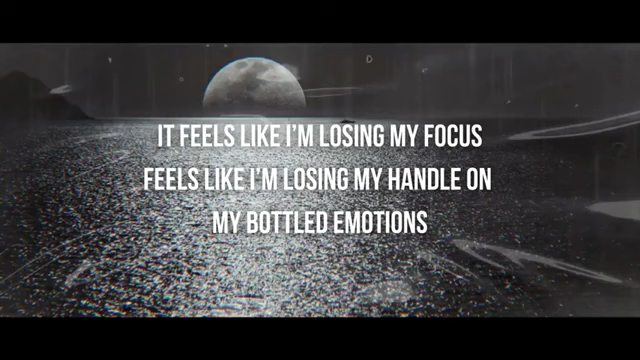 IT FEELS LIKE I'M LOSING MY FOCUS
FEELS LIKE I'M LOSING MY HANDLE ON
MY BOTTLED EMOTIONS